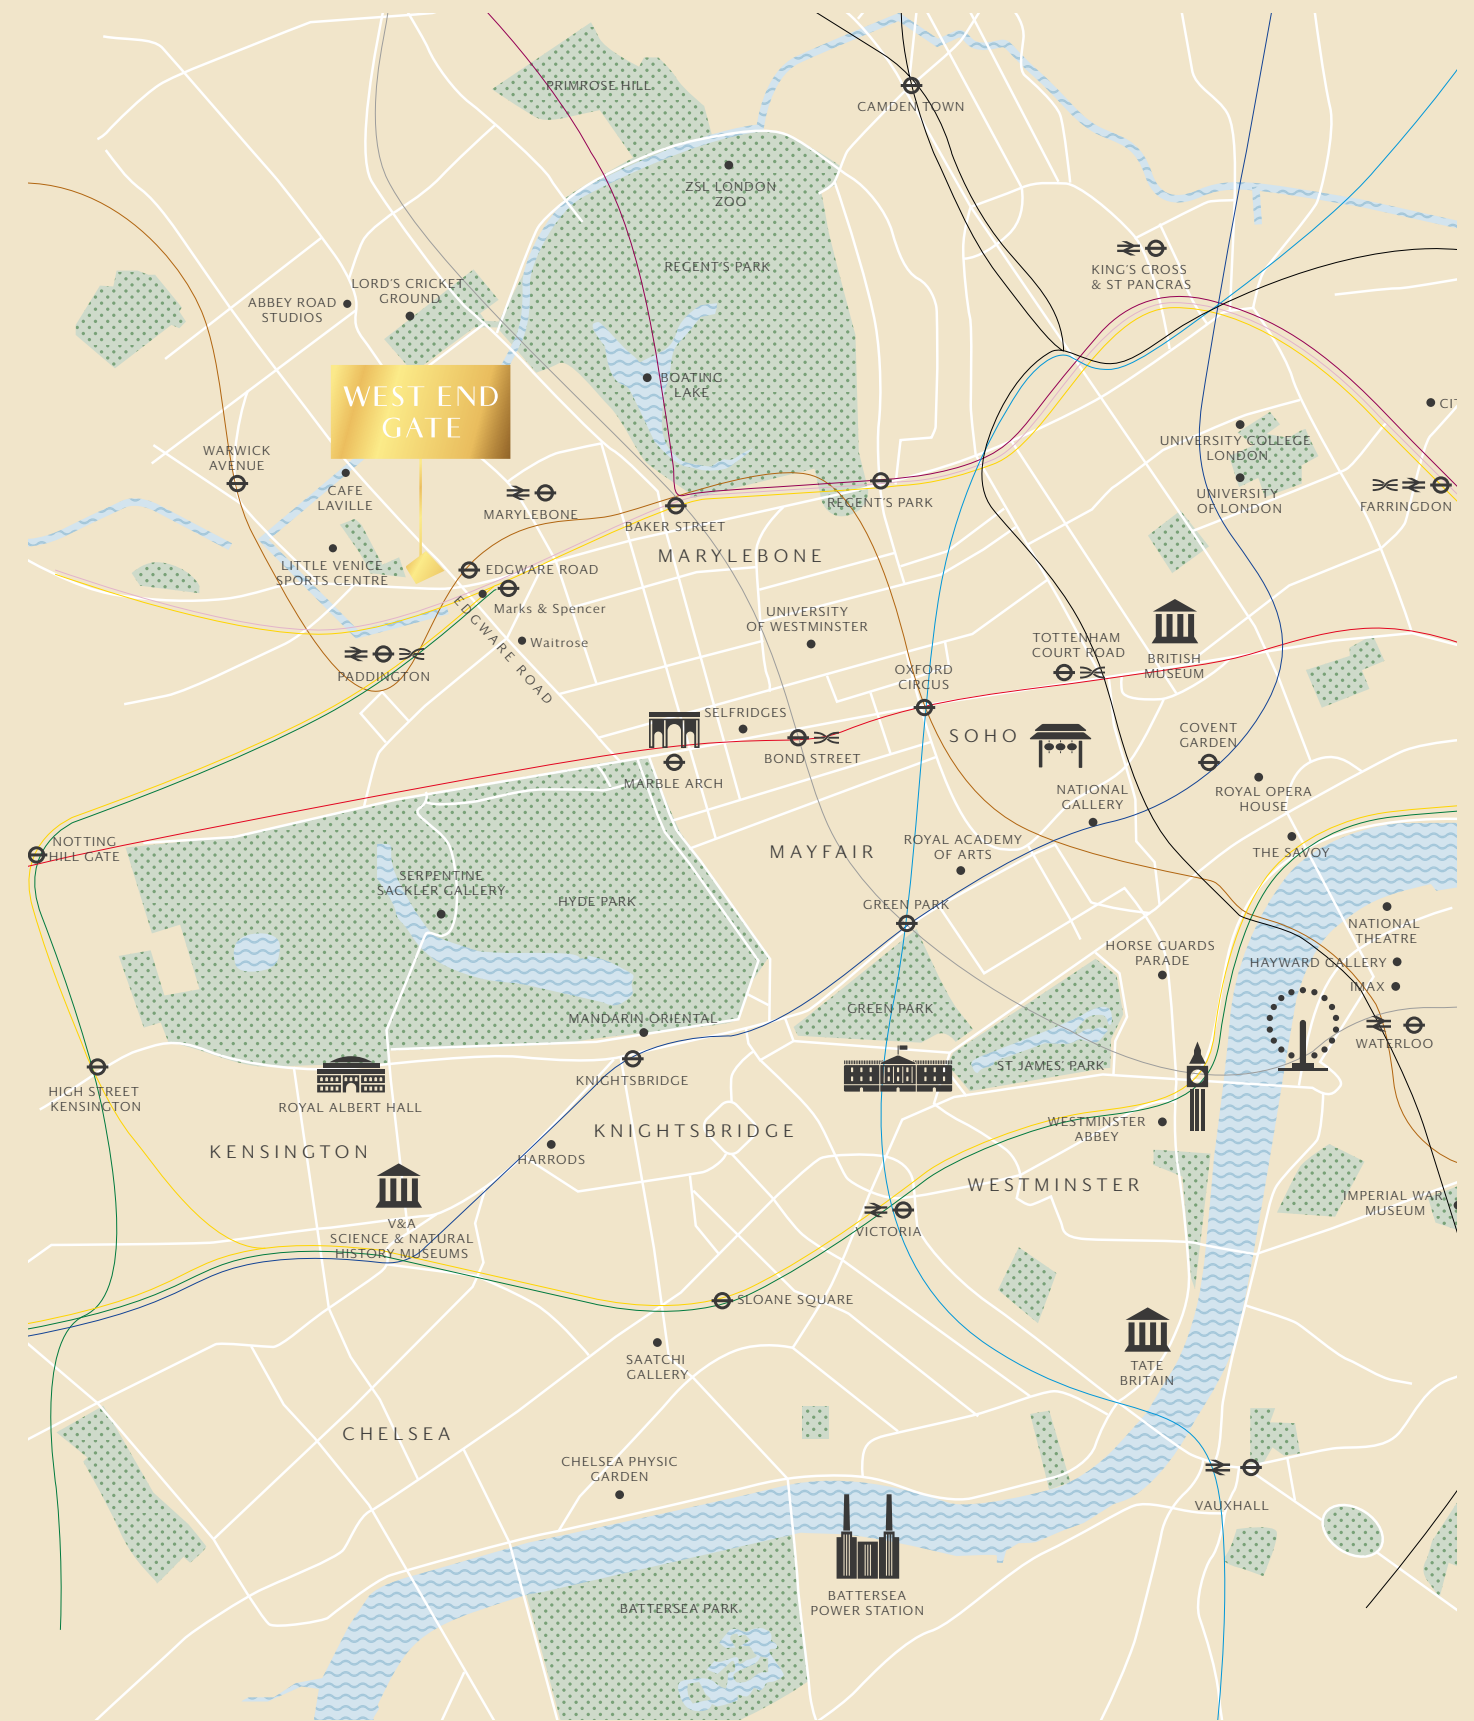 PRIMROSE HILL
CAMDEN TOWN
ZSL LONDON
ZOO
REGENT'S PARK
KING'S CROSS
& ST PANCRAS
LORD'S CRICKET
GROUND
ABBEY ROAD
STUDIOS
BOATING
LAKE
WEST END
GATE
CIT
UNIVERSITY COLLEGE
LONDON
WARWICK
AVENUE
CAFE
LAVILLE
MARYLEBONE
BAKER STREET
REGENT'S PARK
UNIVERSITY
OF LONDON
FARRINGDON
MARYLEBONE
LITTLE VENICE
SPORTS CENTRE
EDGWARE ROAD
Marks & Spencer
EDGWARE ROAD
Waitrose
UNIVERSITY
OF WESTMINSTER
TOTTENHAM
COURT ROAD
BRITISH
MUSEUM
PADDINGTON
OXFORD
CIRCUS
SELFRIDGES
SOHO
COVENT
GARDEN
BOND STREET
MARBLE ARCH
NATIONAL
GALLERY
ROYAL OPERA
HOUSE
NOTTING
HILL GATE
MAYFAIR
ROYAL ACADEMY
OF ARTS
THE SAVOY
SERPENTINE
SACKLER GALLERY
HYDE PARK
GREEN PARK
NATIONAL
THEATRE
HORSE GUARDS
PARADE
HAYWARD GALLERY
IMAX
GREEN PARK
MANDARIN ORIENTAL
WATERLOO
ST. JAMES' PARK
KNIGHTSBRIDGE
HIGH STREET
KENSINGTON
ROYAL ALBERT HALL
WESTMINSTER
ABBEY
KNIGHTSBRIDGE
KENSINGTON
HARRODS
WESTMINSTER
IMPERIAL WAR
MUSEUM
V&A
SCIENCE & NATURAL
HISTORY MUSEUMS
VICTORIA
SLOANE SQUARE
SAATCHI
GALLERY
TATE
BRITAIN
CHELSEA
CHELSEA PHYSIC
GARDEN
VAUXHALL
BATTERSEA
POWER STATION
BATTERSEA PARK